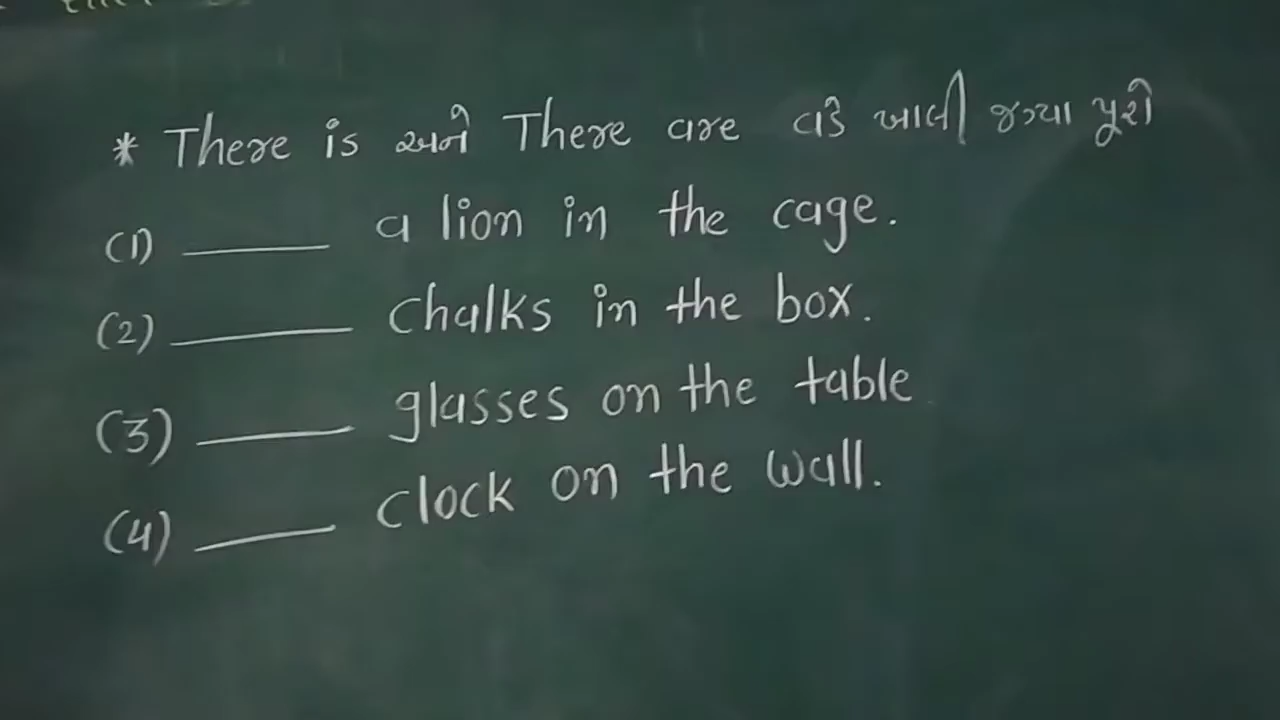 * There is અને There are વડે ખાલી જગ્યા પૂરો
(1) ______ a lion in the cage.
(2) ______ chalks in the box.
(3) ______ glasses on the table
(4) ______ clock on the wall.